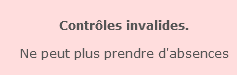 Contrôles invalides.
Ne peut plus prendre d'absences